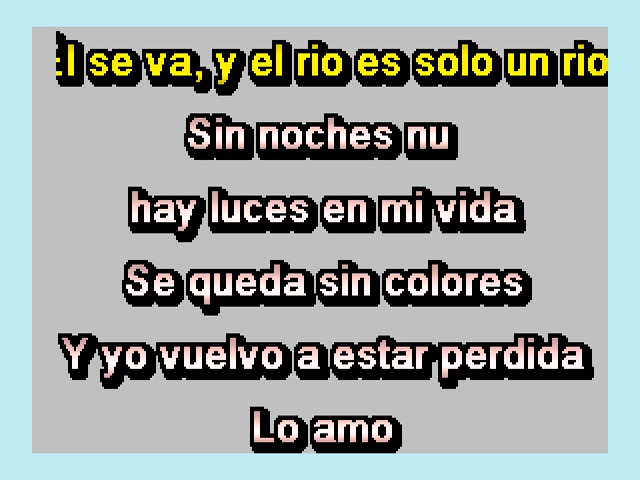 El se va, y el rio es solo un rio
Sin noches nu
hay luces en mi vida
Se queda sin colores
Y yo vuelvo a estar perdida
Lo amo